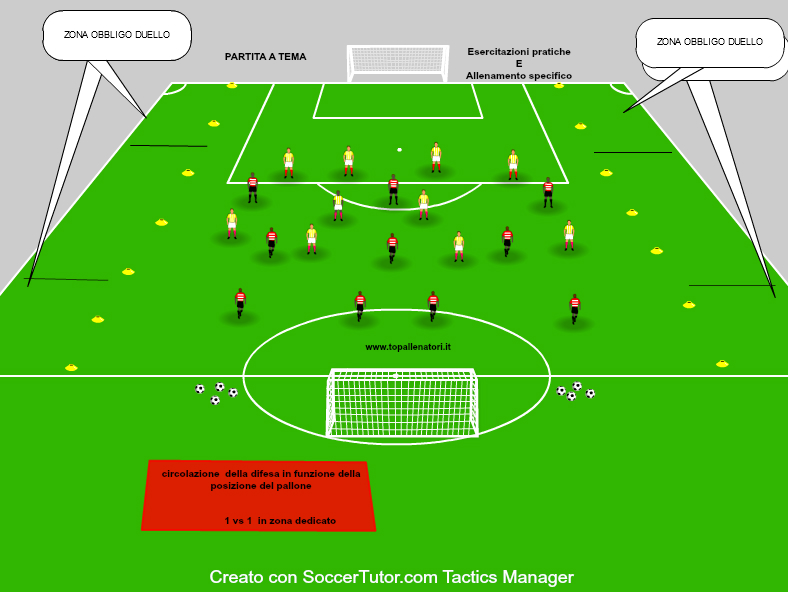 ZONA OBBLIGO DUELLO
PARTITA A TEMA
Esercitazioni pratiche
E
Allenamento specifico
ZONA OBBLIGO DUELLO
www.topallenatori.it
circolazione della difesa in funzione della
posizione del pallone
1 vs 1 in zona dedicato
Creato con SoccerTutor.com Tactics Manager